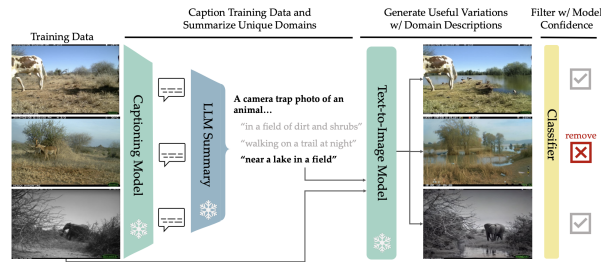 Caption Training Data and
Summarize Unique Domains
Generate Useful Variations
w/ Domain Descriptions
Filter w/ Model
Confidence
Training Data
Captioning Model
LLM Summary
A camera trap photo of an
animal...
"in a field of dirt and shrubs"
"walking on a trail at night"
"near a lake in a field"
Text-to-Image Model
Classifier
remove